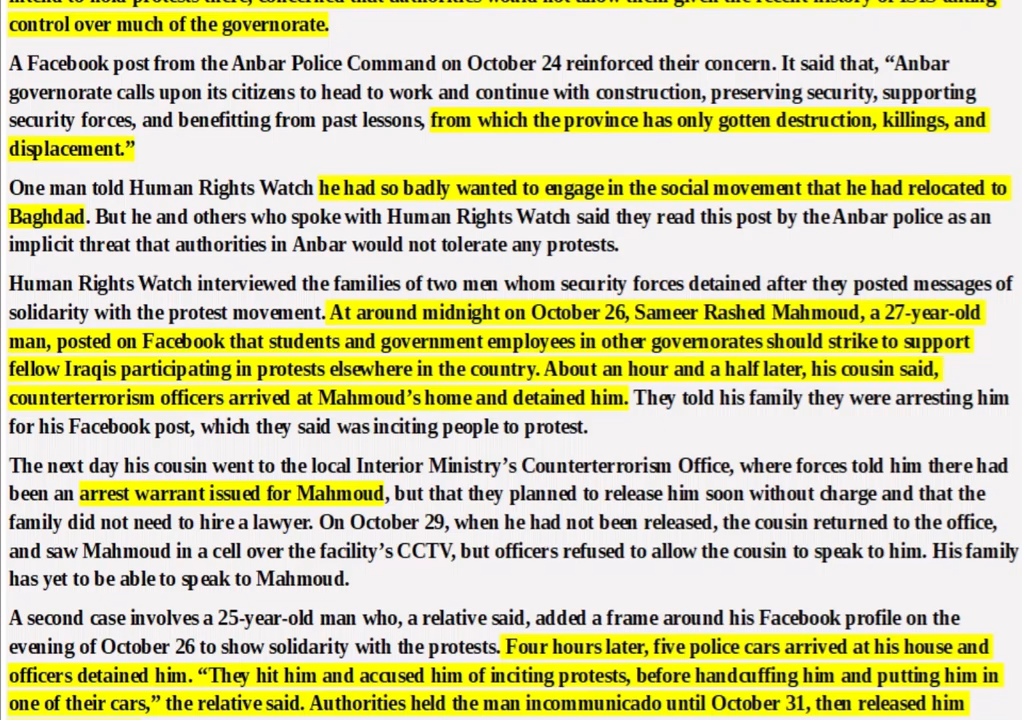 intend to hold protests there, concerned that authorities would not allow them given the recent history of ISIS taking
control over much of the governorate.
A Facebook post from the Anbar Police Command on October 24 reinforced their concern. It said that, “Anbar
governorate calls upon its citizens to head to work and continue with construction, preserving security, supporting
security forces, and benefitting from past lessons, from which the province has only gotten destruction, killings, and
displacement.”
One man told Human Rights Watch he had so badly wanted to engage in the social movement that he had relocated to
Baghdad. But he and others who spoke with Human Rights Watch said they read this post by the Anbar police as an
implicit threat that authorities in Anbar would not tolerate any protests.
Human Rights Watch interviewed the families of two men whom security forces detained after they posted messages of
solidarity with the protest movement. At around midnight on October 26, Sameer Rashed Mahmoud, a 27-year-old
man, posted on Facebook that students and government employees in other governorates should strike to support
fellow Iraqis participating in protests elsewhere in the country. About an hour and a half later, his cousin said,
counterterrorism officers arrived at Mahmoud’s home and detained him. They told his family they were arresting him
for his Facebook post, which they said was inciting people to protest.
The next day his cousin went to the local Interior Ministry’s Counterterrorism Office, where forces told him there had
been an arrest warrant issued for Mahmoud, but that they planned to release him soon without charge and that the
family did not need to hire a lawyer. On October 29, when he had not been released, the cousin returned to the office,
and saw Mahmoud in a cell over the facility’s CCTV, but officers refused to allow the cousin to speak to him. His family
has yet to be able to speak to Mahmoud.
A second case involves a 25-year-old man who, a relative said, added a frame around his Facebook profile on the
evening of October 26 to show solidarity with the protests. Four hours later, five police cars arrived at his house and
officers detained him. “They hit him and accused him of inciting protests, before handcuffing him and putting him in
one of their cars,” the relative said. Authorities held the man incommunicado until October 31, then released him